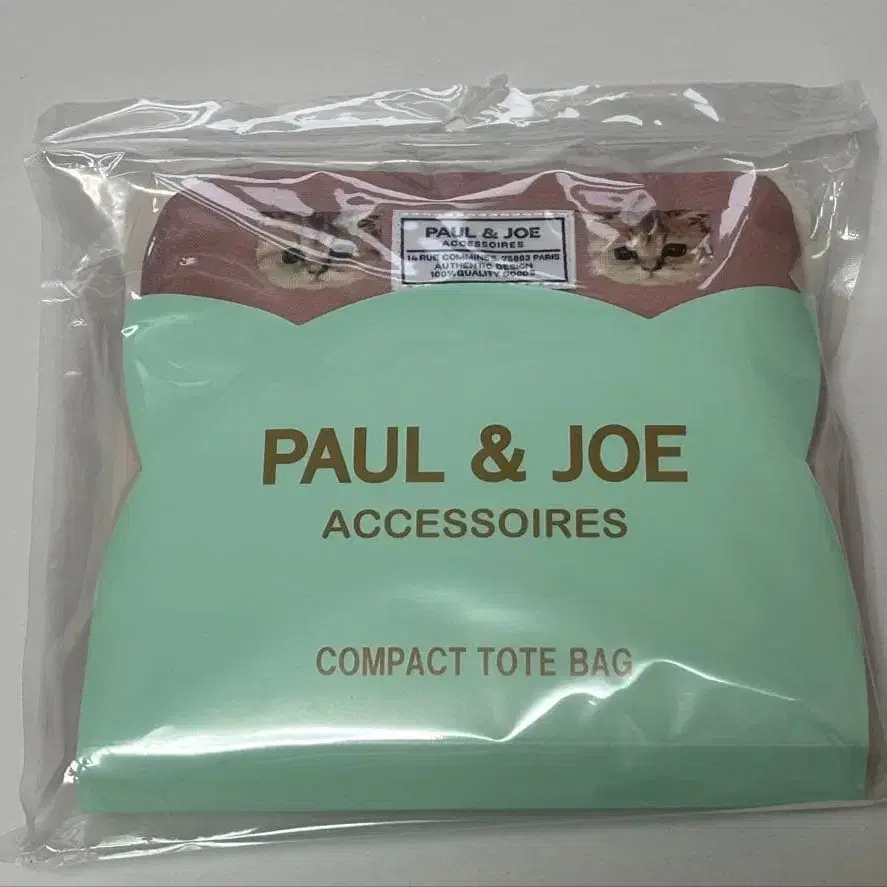 PAUL & JOE
ACCESSOIRES
14 RUE COMMINES, 75003 PARIS
AUTHENTIC DESIGN
100% QUALITY GOODS
PAUL & JOE
ACCESSOIRES
COMPACT TOTE BAG